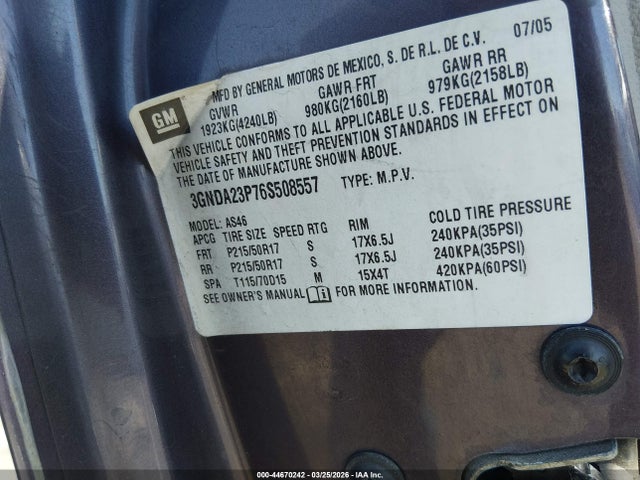 07/05
MFD BY GENERAL MOTORS DE MEXICO, S. DE R.L. DE C.V.
GVWR GAWR FRT GAWR RR
1923KG(4240LB) 980KG(2160LB) 979KG(2158LB)
GM
THIS VEHICLE CONFORMS TO ALL APPLICABLE U.S. FEDERAL MOTOR
VEHICLE SAFETY AND THEFT PREVENTION STANDARDS IN EFFECT ON
THE DATE OF MANUFACTURE SHOWN ABOVE.
3GNDA23P76S508557 TYPE: M.P.V.
MODEL: AS46
APCG TIRE SIZE SPEED RTG RIM COLD TIRE PRESSURE
FRT P215/50R17 S 17X6.5J 240KPA(35PSI)
RR P215/50R17 S 17X6.5J 240KPA(35PSI)
SPA T115/70D15 M 15X4T 420KPA(60PSI)
SEE OWNER'S MANUAL FOR MORE INFORMATION.
000-44670242 | 03/25/2026 | IAA, Inc.